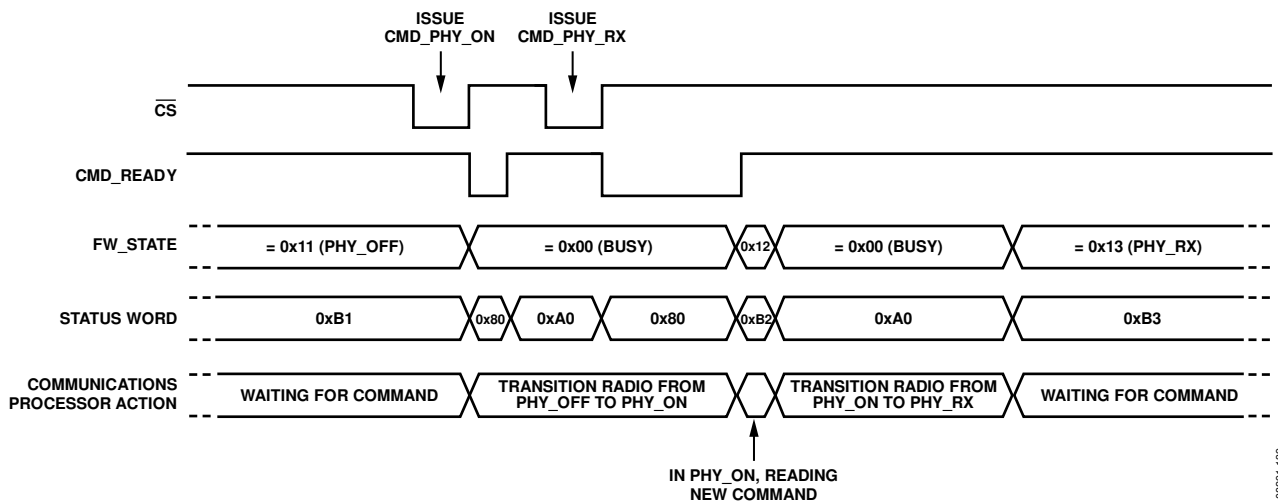 ISSUE
CMD_PHY_ON
ISSUE
CMD_PHY_RX
CS
CMD_READY
FW_STATE
= 0x11 (PHY_OFF)
= 0x00 (BUSY)
0x12
= 0x00 (BUSY)
= 0x13 (PHY_RX)
STATUS WORD
0xB1
0x80
0xA0
0x80
0xB2
0xA0
0xB3
COMMUNICATIONS
PROCESSOR ACTION
WAITING FOR COMMAND
TRANSITION RADIO FROM
PHY_OFF TO PHY_ON
TRANSITION RADIO FROM
PHY_ON TO PHY_RX
WAITING FOR COMMAND
IN PHY_ON, READING
NEW COMMAND